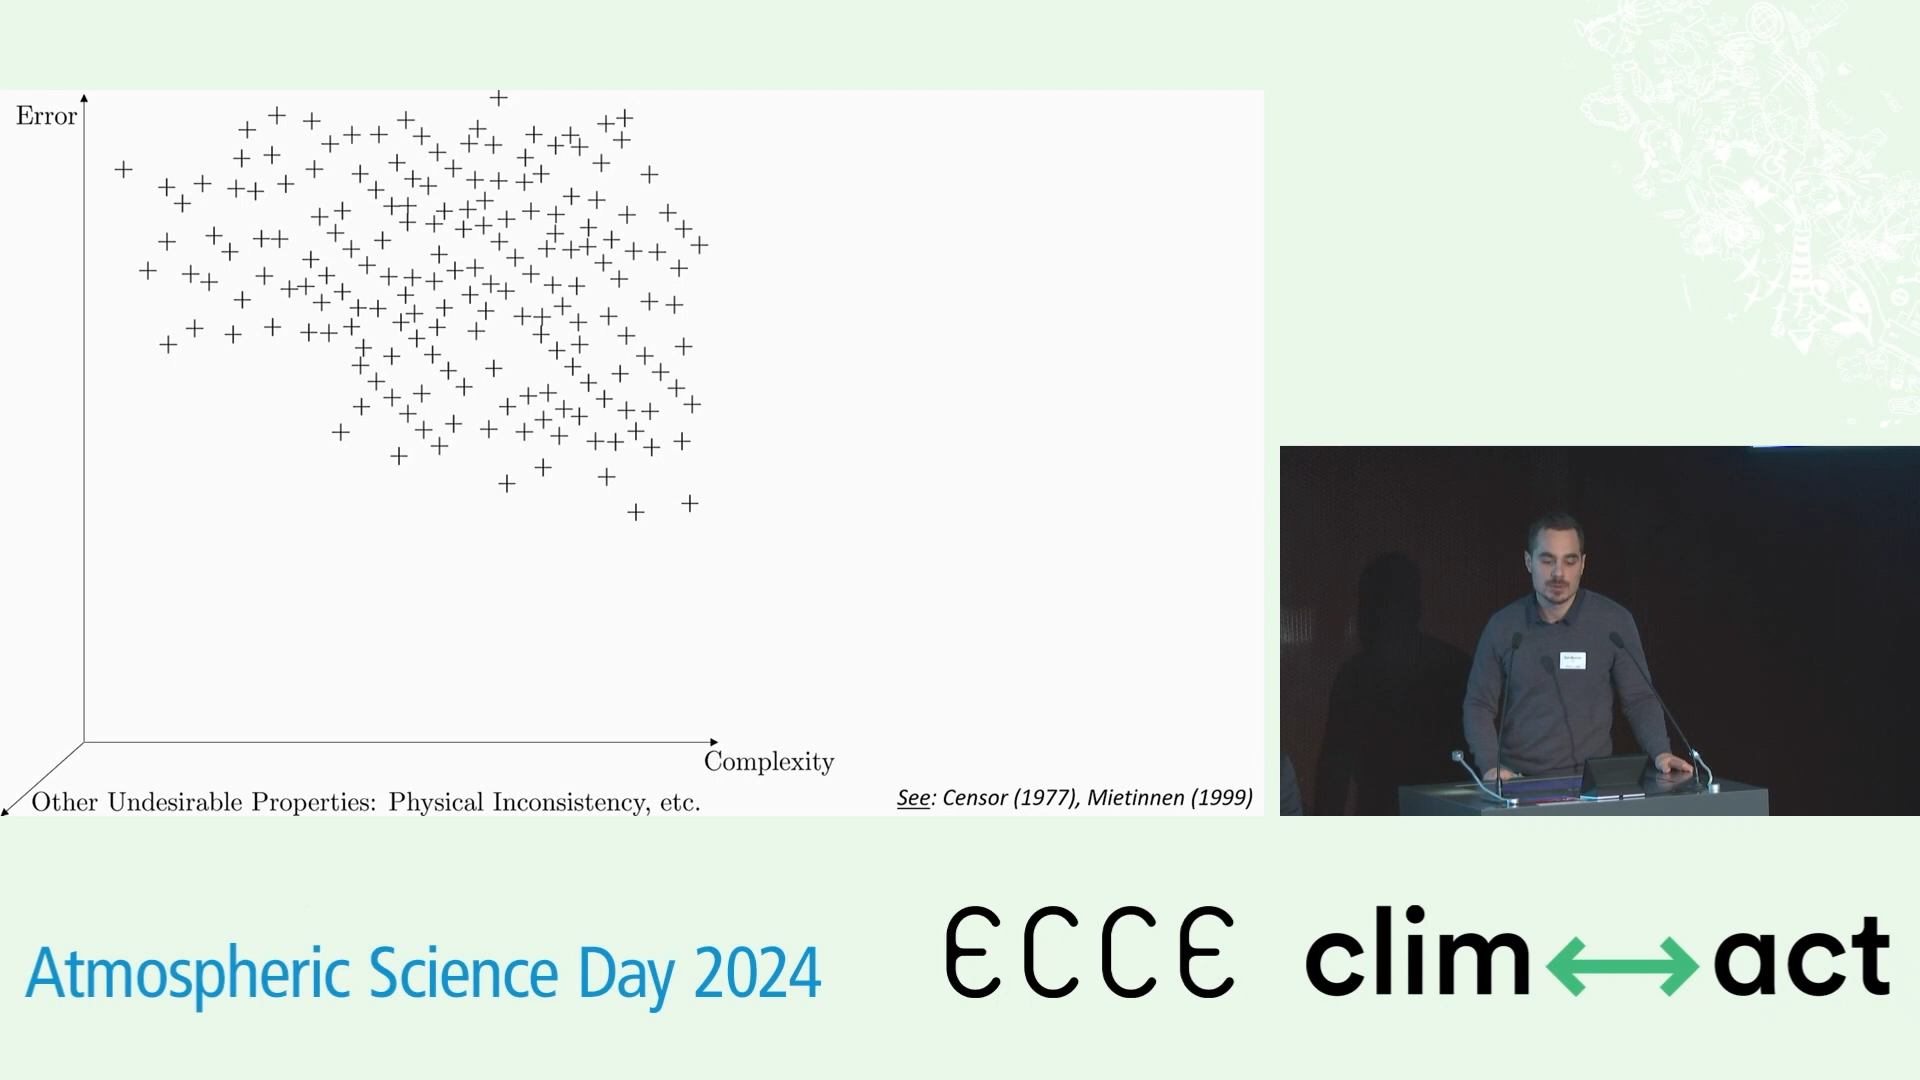 Error
Complexity
Other Undesirable Properties: Physical Inconsistency, etc.
See: Censor (1977), Mietinnen (1999)
Atmospheric Science Day 2024
ECCE
clim act